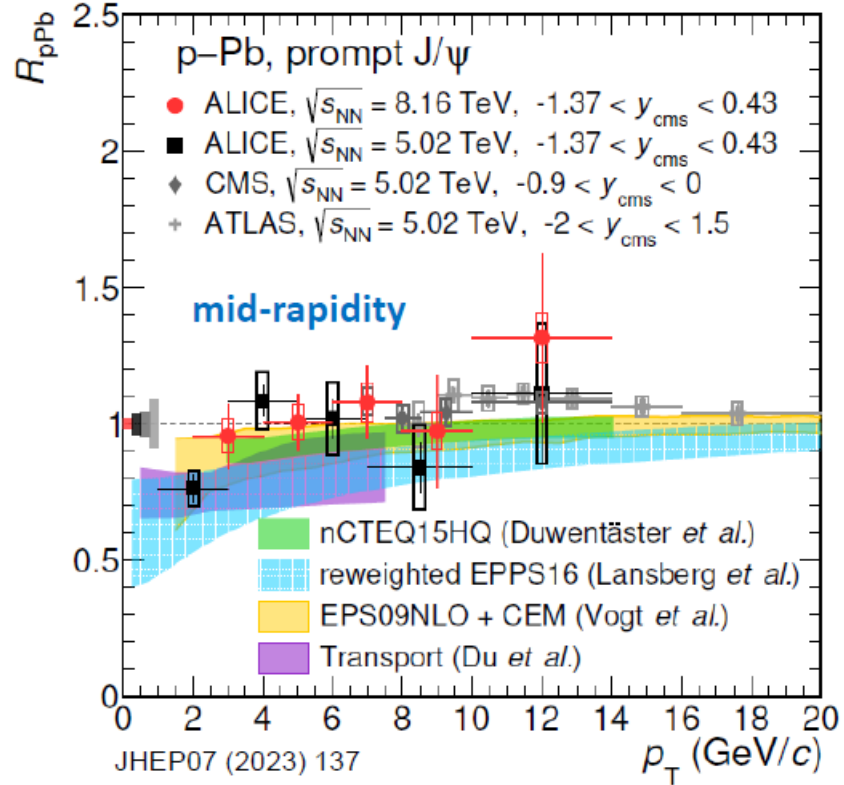 2.5
R_pPb
p–Pb, prompt J/ψ
ALICE, √s_NN = 8.16 TeV, -1.37 < y_cms < 0.43
ALICE, √s_NN = 5.02 TeV, -1.37 < y_cms < 0.43
2
CMS, √s_NN = 5.02 TeV, -0.9 < y_cms < 0
ATLAS, √s_NN = 5.02 TeV, -2 < y_cms < 1.5
1.5
mid-rapidity
1
nCTEQ15HQ (Duwentäster et al.)
0.5
reweighted EPPS16 (Lansberg et al.)
EPS09NLO + CEM (Vogt et al.)
Transport (Du et al.)
0
0 2 4 6 8 10 12 14 16 18 20
JHEP07 (2023) 137
p_T (GeV/c)